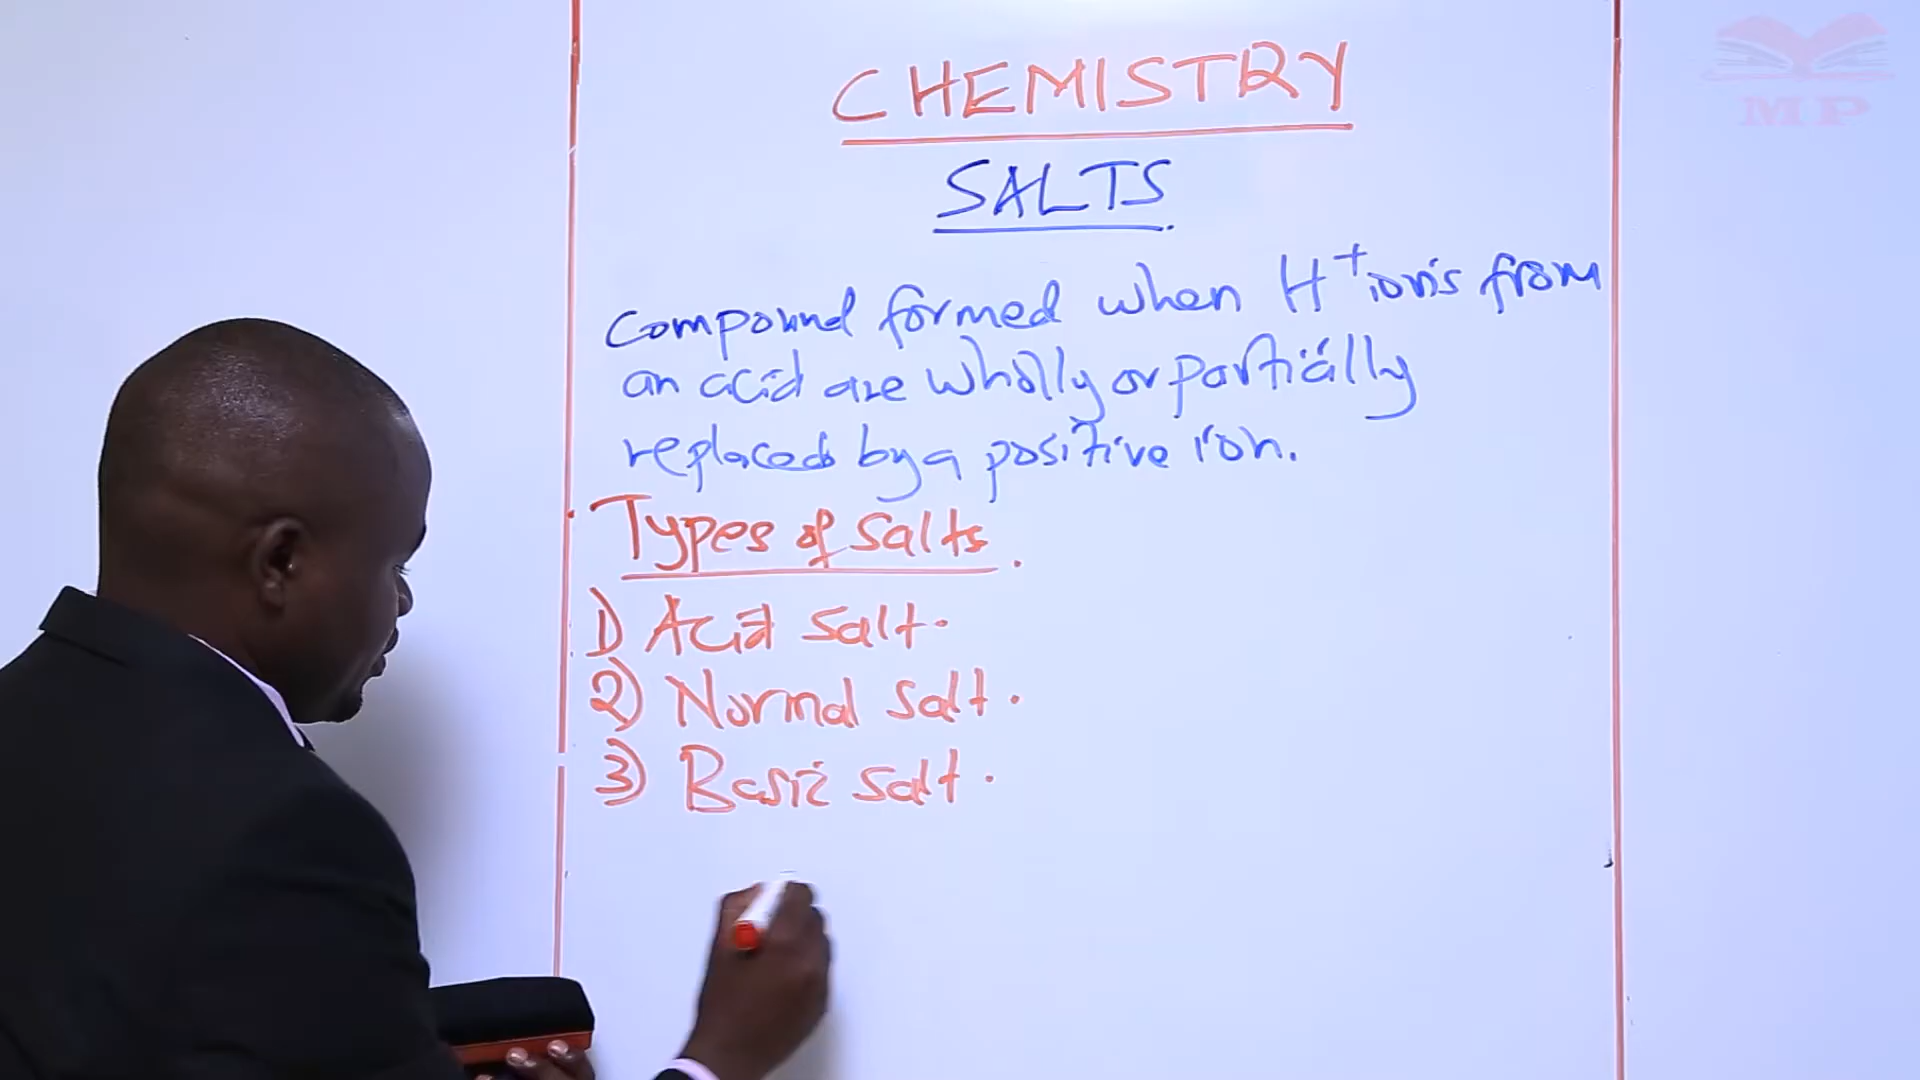 MP
CHEMISTRY
SALTS.
Compound formed when H⁺ ions from
an acid are wholly or partially
replaced by a positive ion.
Types of salts.
1) Acid salt.
2) Normal salt.
3) Basic salt.